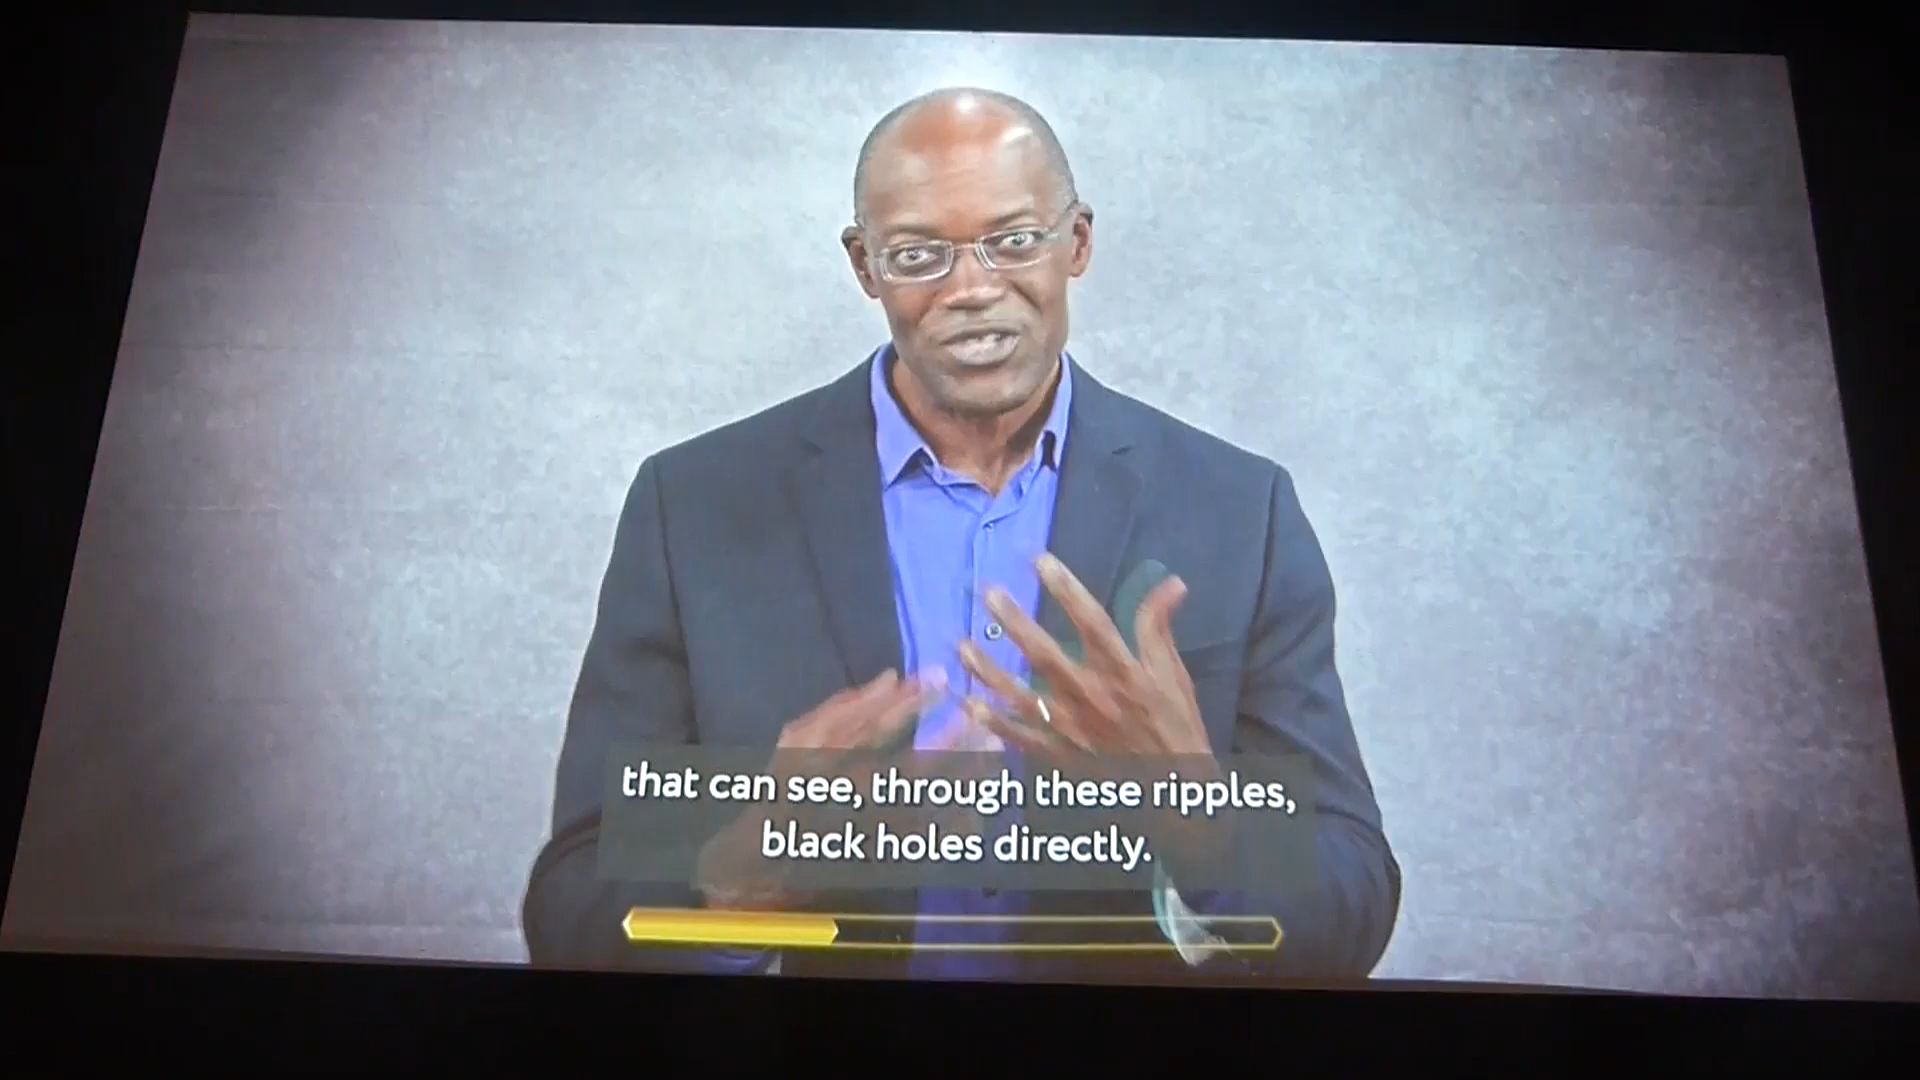 that can see, through these ripples,
black holes directly.